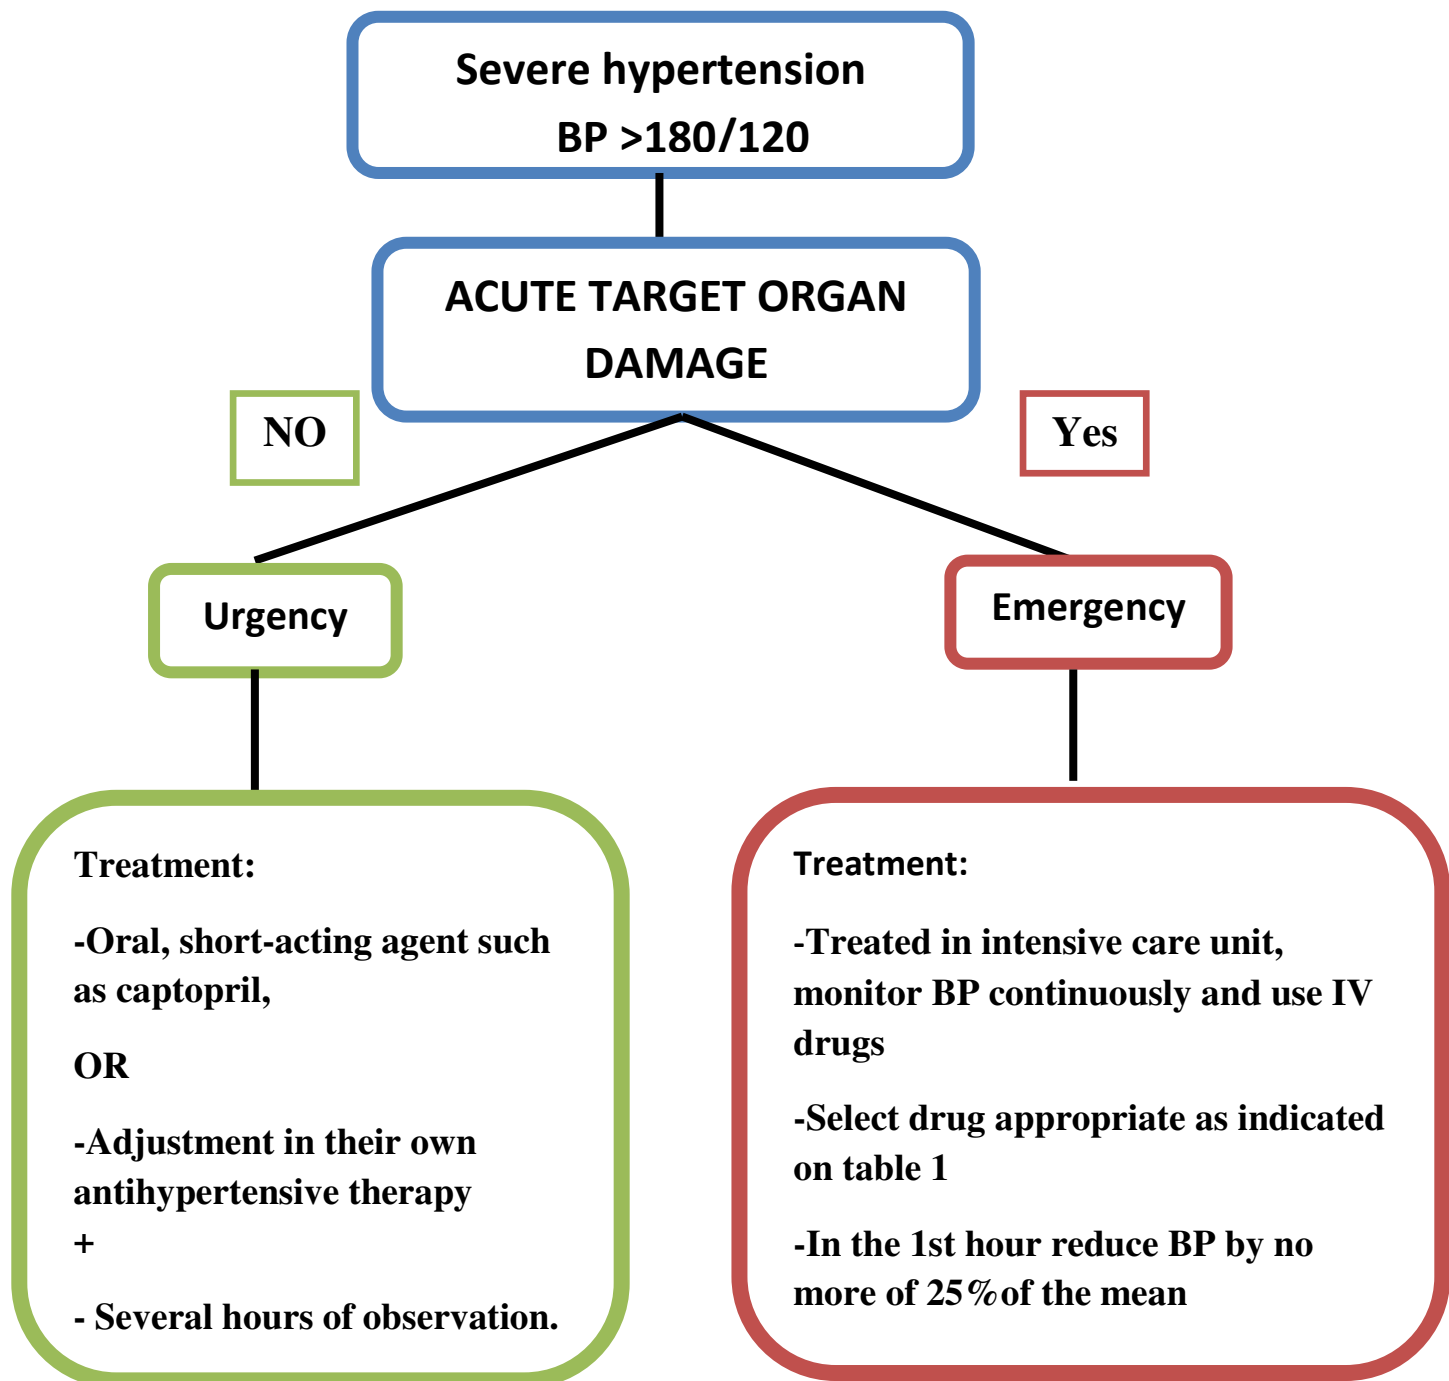 Severe hypertension
BP >180/120
ACUTE TARGET ORGAN
DAMAGE
NO
Yes
Urgency
Emergency
Treatment:
-Oral, short-acting agent such
as captopril,
OR
-Adjustment in their own
antihypertensive therapy
+
- Several hours of observation.
Treatment:
-Treated in intensive care unit,
monitor BP continuously and use IV
drugs
-Select drug appropriate as indicated
on table 1
-In the 1st hour reduce BP by no
more of 25%of the mean